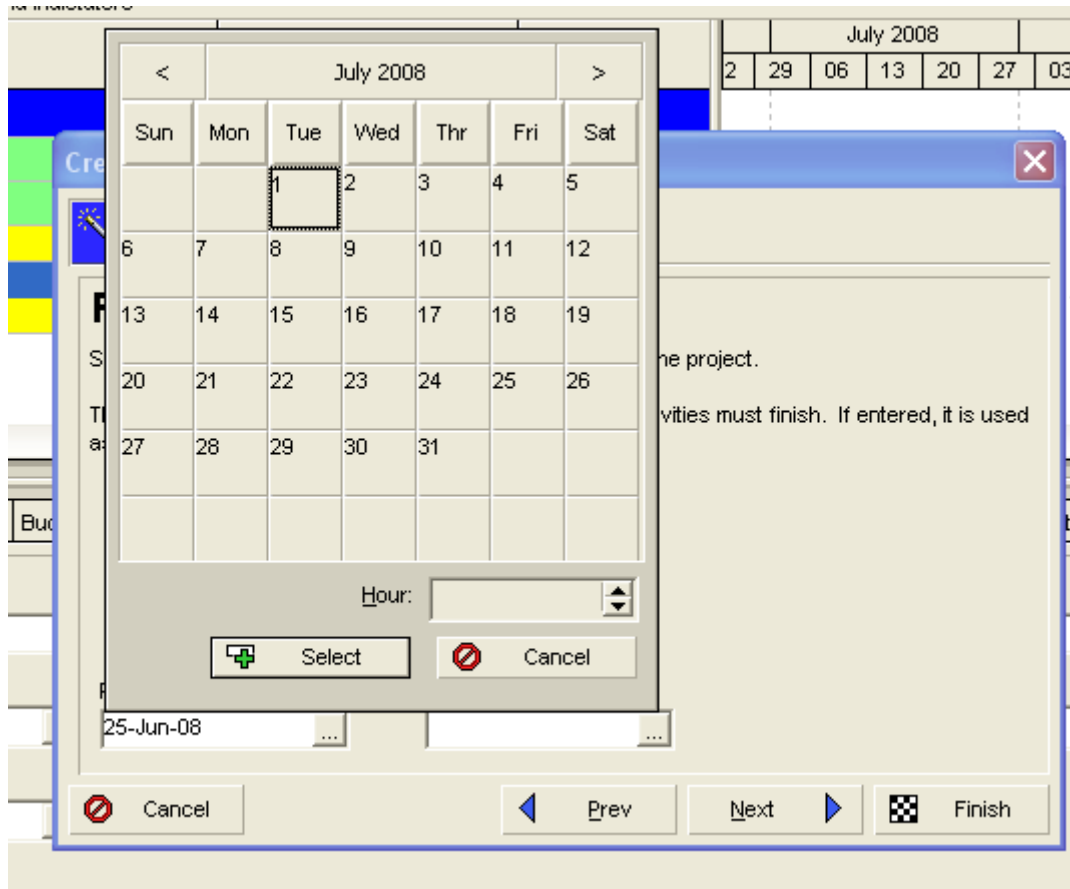 July 2008
2 29 06 13 20 27 03
< July 2008 >
Sun Mon Tue Wed Thr Fri Sat
1 2 3 4 5
6 7 8 9 10 11 12
13 14 15 16 17 18 19
20 21 22 23 24 25 26
27 28 29 30 31
Hour:
Select Cancel
Cre
S ne project.
vities must finish. If entered, it is used
Buc
25-Jun-08 ... ...
Cancel Prev Next Finish